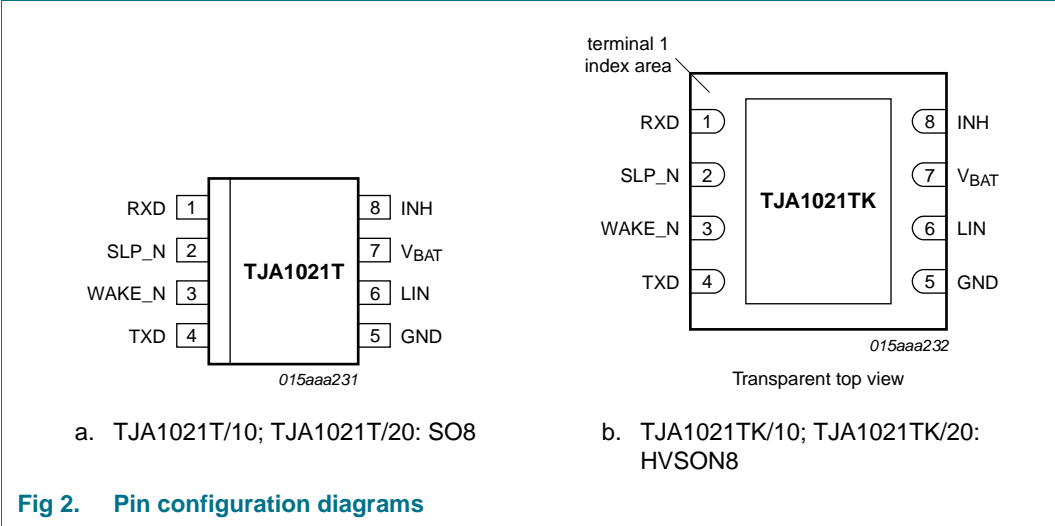 RXD 1
SLP_N 2
WAKE_N 3
TXD 4
TJA1021T
8 INH
7 VBAT
6 LIN
5 GND
015aaa231
a. TJA1021T/10; TJA1021T/20: SO8
terminal 1
index area
RXD 1
SLP_N 2
WAKE_N 3
TXD 4
TJA1021TK
8 INH
7 VBAT
6 LIN
5 GND
015aaa232
Transparent top view
b. TJA1021TK/10; TJA1021TK/20:
HVSON8
Fig 2. Pin configuration diagrams